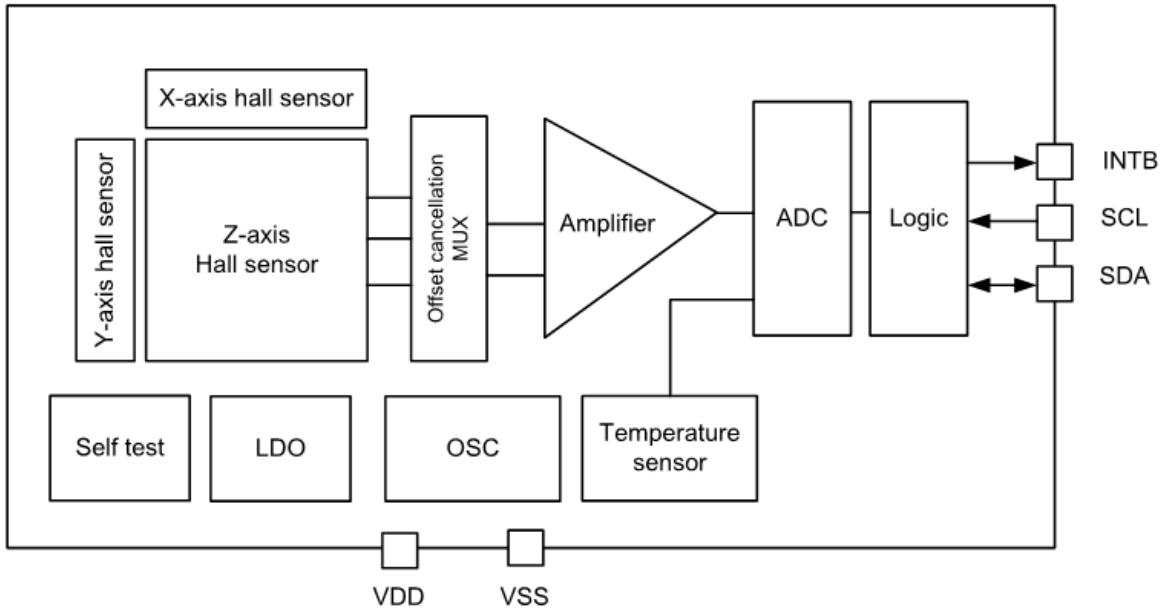 X-axis hall sensor
Y-axis hall sensor
Z-axis
Hall sensor
Offset cancellation
MUX
Amplifier
ADC
Logic
INTB
SCL
SDA
Self test
LDO
OSC
Temperature
sensor
VDD
VSS